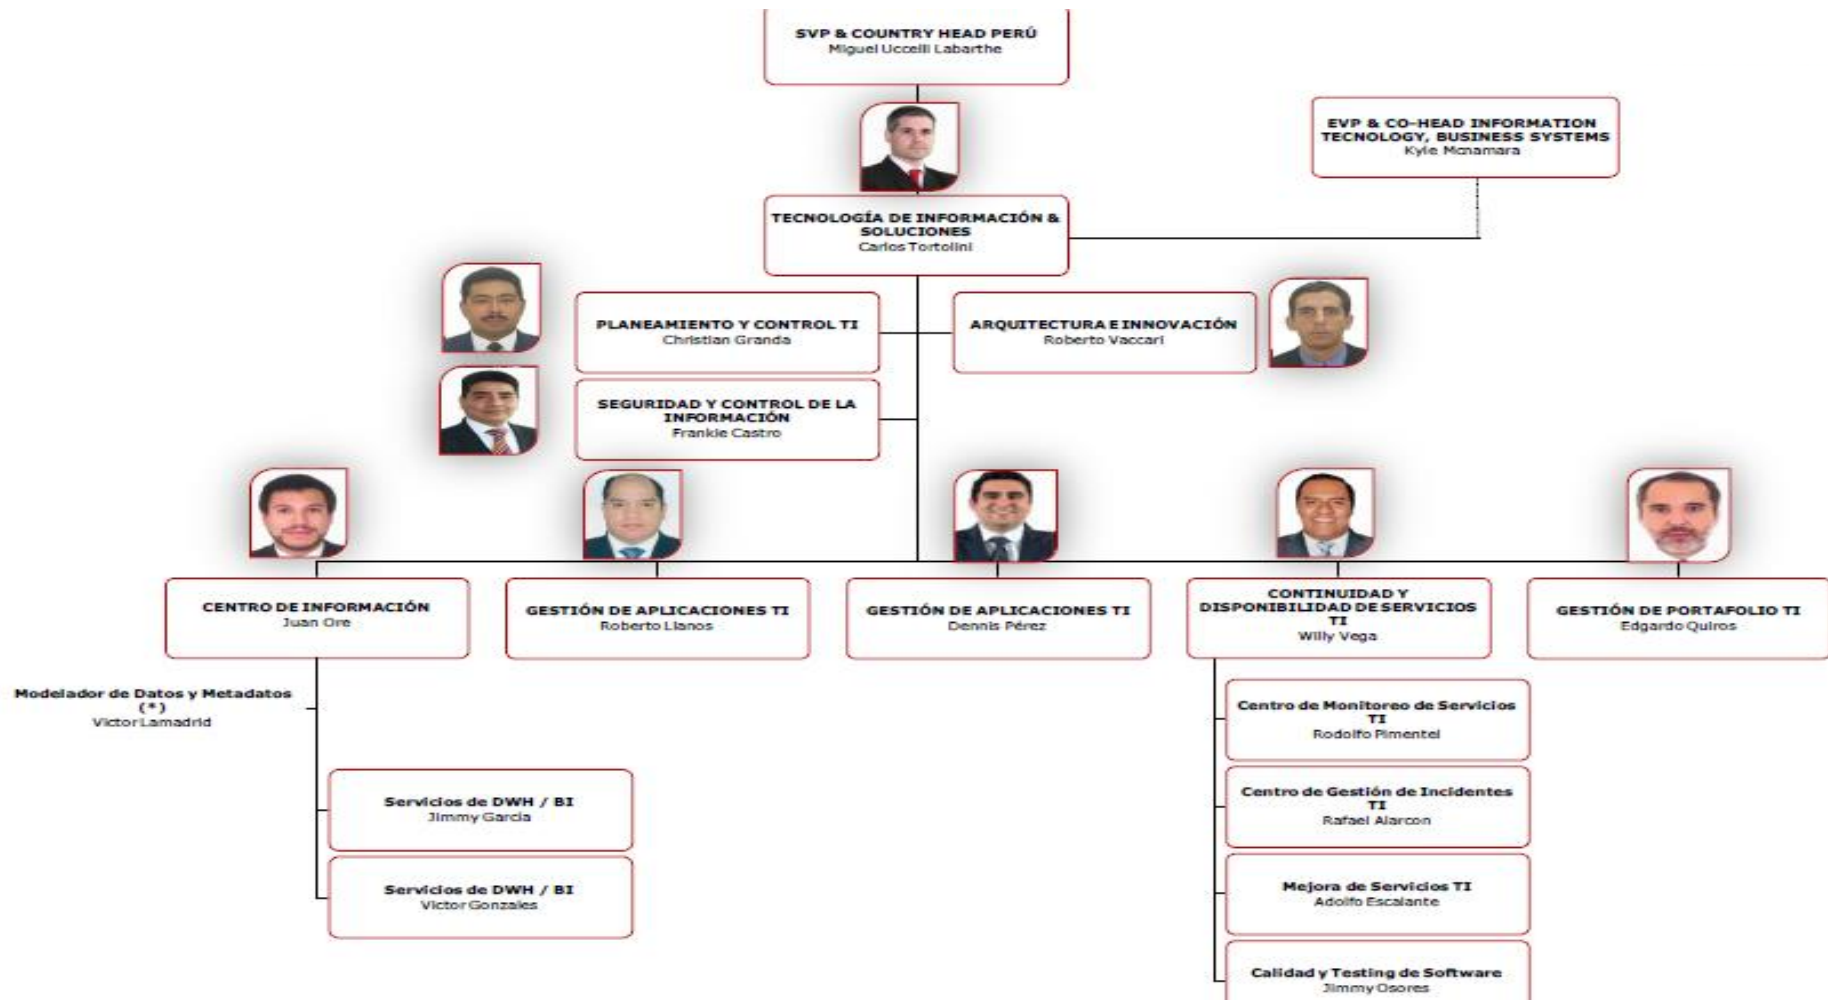 SVP & COUNTRY HEAD PERÚ
Miguel Uccelli Labarthe
EVP & CO-HEAD INFORMATION
TECNOLOGY, BUSINESS SYSTEMS
Kyle Mcnamara
TECNOLOGÍA DE INFORMACIÓN &
SOLUCIONES
Carlos Tortolini
PLANEAMIENTO Y CONTROL TI
Christian Granda
ARQUITECTURA E INNOVACIÓN
Roberto Vaccari
SEGURIDAD Y CONTROL DE LA
INFORMACIÓN
Frankie Castro
CENTRO DE INFORMACIÓN
Juan Ore
GESTIÓN DE APLICACIONES TI
Roberto Llanos
GESTIÓN DE APLICACIONES TI
Dennis Pérez
CONTINUIDAD Y
DISPONIBILIDAD DE SERVICIOS
TI
Willy Vega
GESTIÓN DE PORTAFOLIO TI
Edgardo Quiros
Modelador de Datos y Metadatos
(*)
Victor Lamadrid
Servicios de DWH / BI
Jimmy Garcia
Servicios de DWH / BI
Victor Gonzales
Centro de Monitoreo de Servicios
TI
Rodolfo Pimentel
Centro de Gestión de Incidentes
TI
Rafael Alarcon
Mejora de Servicios TI
Adolfo Escalante
Calidad y Testing de Software
Jimmy Osores